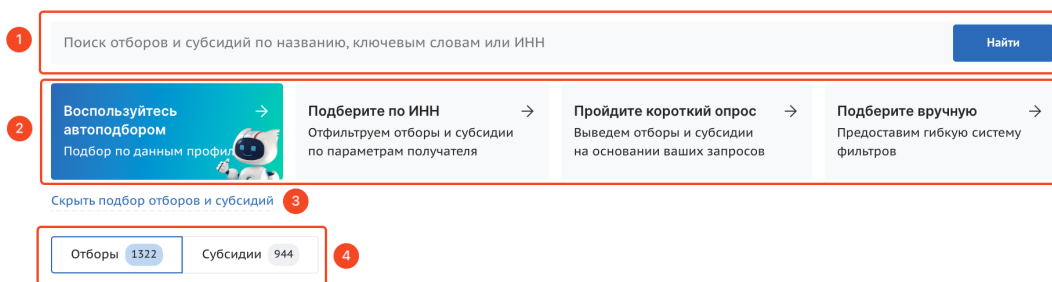 1
Поиск отборов и субсидий по названию, ключевым словам или ИНН
Найти
2
Воспользуйтесь
автоподбором
Подбор по данным профил
Подберите по ИНН
Отфильтруем отборы и субсидии
по параметрам получателя
Пройдите короткий опрос
Выведем отборы и субсидии
на основании ваших запросов
Подберите вручную
Предоставим гибкую систему
фильтров
Скрыть подбор отборов и субсидий
3
Отборы 1322
Субсидии 944
4